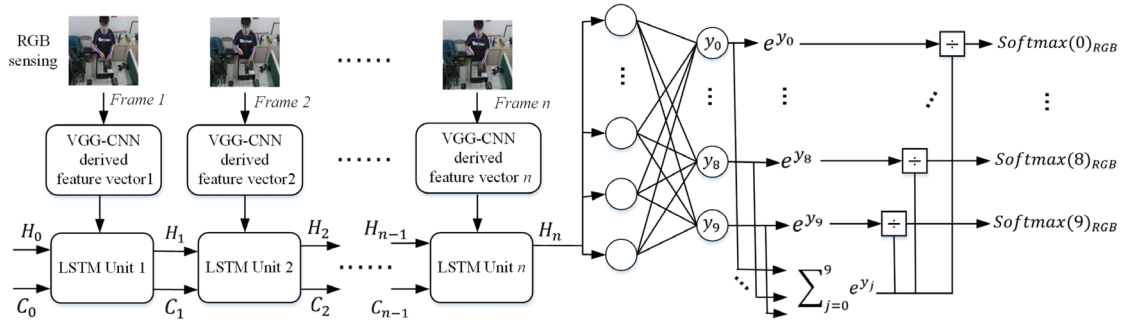 RGB
sensing
Frame 1
Frame 2
Frame n
VGG-CNN
derived
feature vector1
VGG-CNN
derived
feature vector2
VGG-CNN
derived
feature vector n
H₀
H₁
H₂
Hₙ₋₁
Hₙ
LSTM Unit 1
LSTM Unit 2
LSTM Unit n
C₀
C₁
C₂
Cₙ₋₁
y₀
e^{y₀}
÷
Softmax(0)_{RGB}
y₈
e^{y₈}
÷
Softmax(8)_{RGB}
y₉
e^{y₉}
÷
Softmax(9)_{RGB}
∑_{j=0}^{9} e^{y_j}